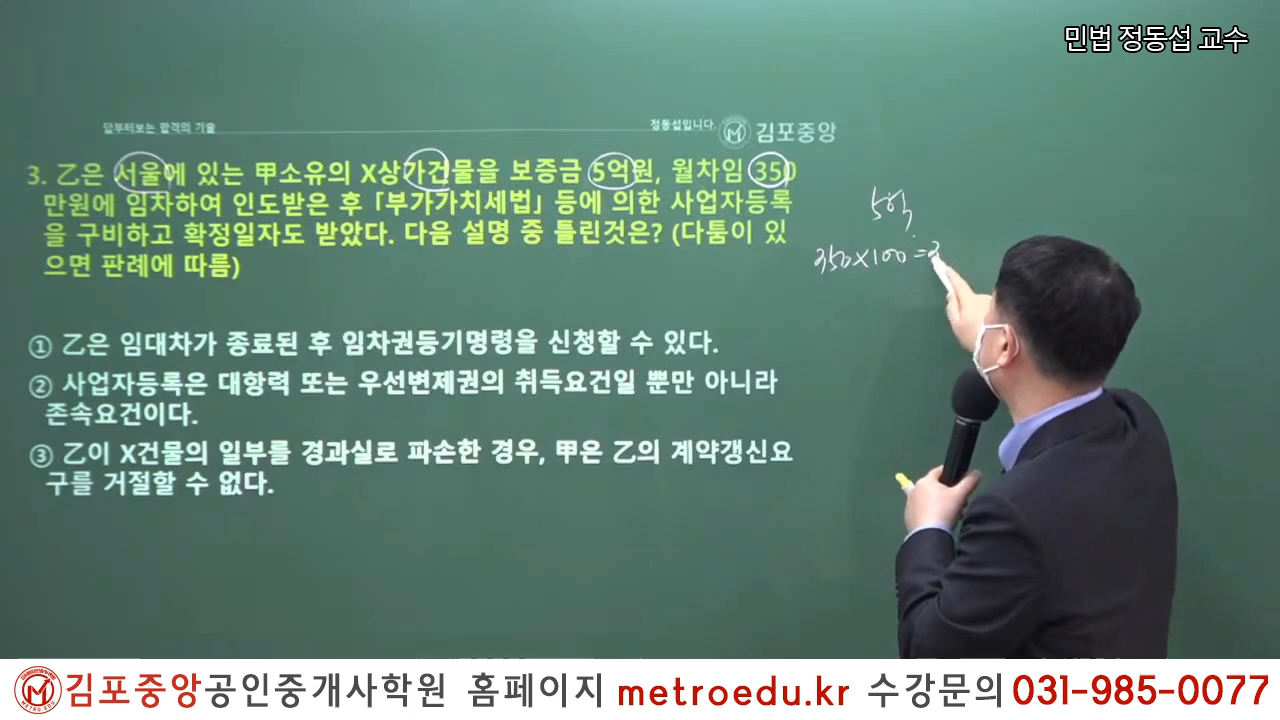 민법 정동섭 교수
답부터보는 합격의 기술
정동섭입니다.
김포중앙
3. 乙은 서울에 있는 甲소유의 X상가건물을 보증금 5억원, 월차임 350
만원에 임차하여 인도받은 후 「부가가치세법」 등에 의한 사업자등록
을 구비하고 확정일자도 받았다. 다음 설명 중 틀린것은? (다툼이 있
으면 판례에 따름)
5억
350×100=3
① 乙은 임대차가 종료된 후 임차권등기명령을 신청할 수 있다.
② 사업자등록은 대항력 또는 우선변제권의 취득요건일 뿐만 아니라
존속요건이다.
③ 乙이 X건물의 일부를 경과실로 파손한 경우, 甲은 乙의 계약갱신요
구를 거절할 수 없다.
김포중앙공인중개사학원 홈페이지 metroedu.kr 수강문의 031-985-0077